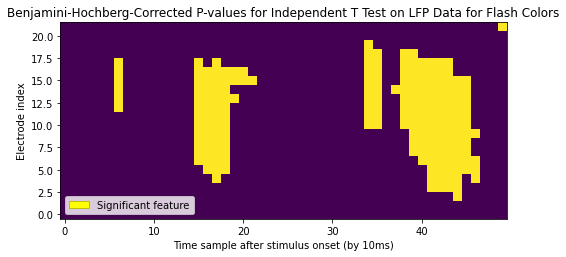 Benjamini-Hochberg-Corrected P-values for Independent T Test on LFP Data for Flash Colors
20.0
17.5
15.0
12.5
10.0
7.5
5.0
2.5
0.0
Electrode index
Significant feature
0 10 20 30 40
Time sample after stimulus onset (by 10ms)